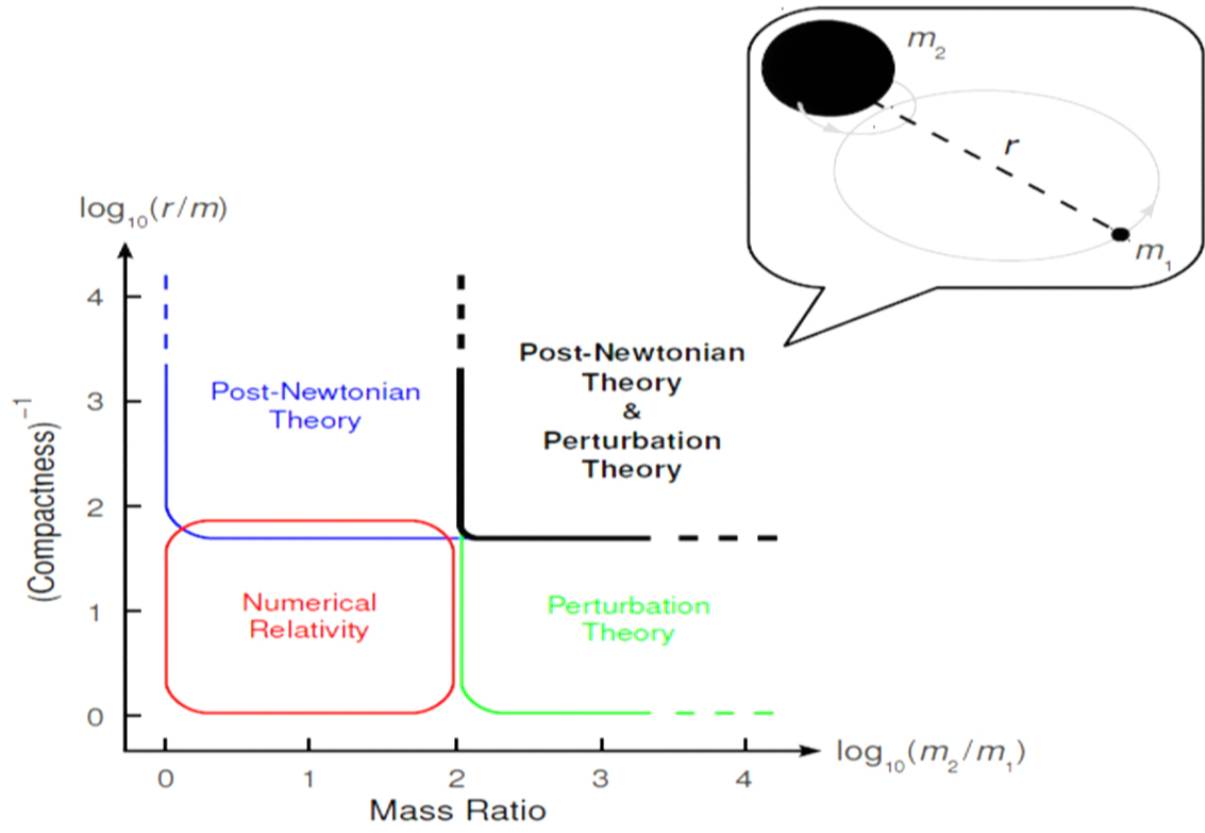 m₂
r
m₁
log₁₀(r/m)
4
3
2
1
0
(Compactness)⁻¹
Post-Newtonian
Theory
Post-Newtonian
Theory
&
Perturbation
Theory
Numerical
Relativity
Perturbation
Theory
0
1
2
3
4
log₁₀(m₂/m₁)
Mass Ratio